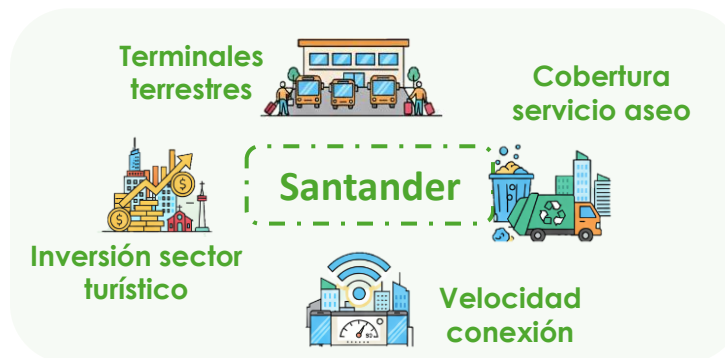 Terminales
terrestres
Cobertura
servicio aseo
Santander
Inversión sector
turístico
Velocidad
conexión